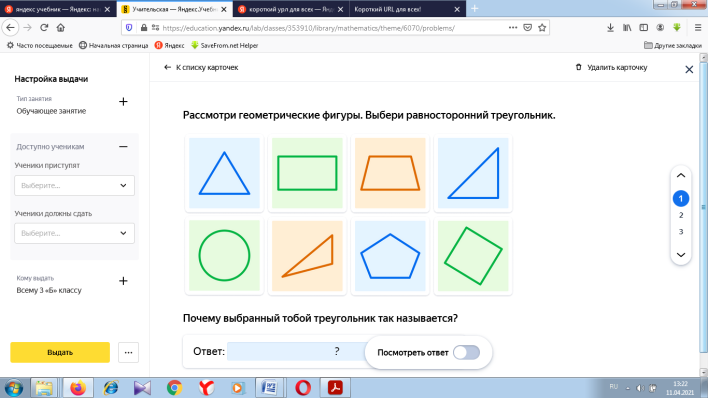 яндекс учебник — Яндекс: на
Учительская — Яндекс.Учебн
короткий урл для всех — Янде
Короткий URL для всех!
https://education.yandex.ru/lab/classes/353910/library/mathematics/theme/6070/problems/
Часто посещаемые
Начальная страница
Яндекс
SaveFrom.net Helper
Другие закладки
Настройка выдачи
Тип занятия
Обучающее занятие
Доступно ученикам
Ученики приступят
Выберите...
Ученики должны сдать
Выберите...
Кому выдать
Всему 3 «Б» классу
Выдать
К списку карточек
Удалить карточку
Рассмотри геометрические фигуры. Выбери равносторонний треугольник.
1
2
3
Почему выбранный тобой треугольник так называется?
Ответ: ?
Посмотреть ответ
RU
13:22
11.04.2021